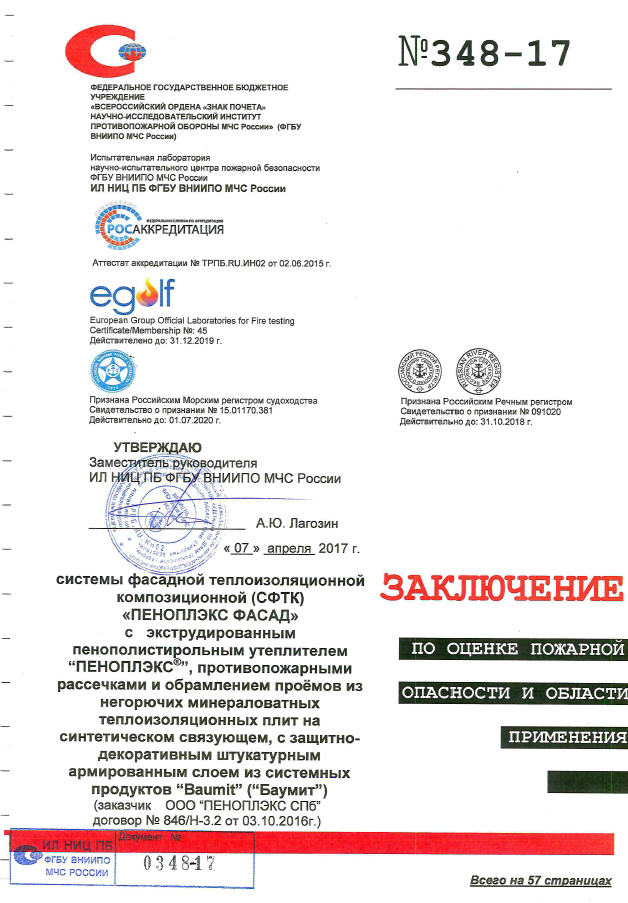 №348-17
ФЕДЕРАЛЬНОЕ ГОСУДАРСТВЕННОЕ БЮДЖЕТНОЕ
УЧРЕЖДЕНИЕ
«ВСЕРОССИЙСКИЙ ОРДЕНА «ЗНАК ПОЧЕТА»
НАУЧНО-ИССЛЕДОВАТЕЛЬСКИЙ ИНСТИТУТ
ПРОТИВОПОЖАРНОЙ ОБОРОНЫ МЧС России» (ФГБУ
ВНИИПО МЧС России)
Испытательная лаборатория
научно-испытательного центра пожарной безопасности
ФГБУ ВНИИПО МЧС России
ИЛ НИЦ ПБ ФГБУ ВНИИПО МЧС России
ФЕДЕРАЛЬНАЯ СЛУЖБА ПО АККРЕДИТАЦИИ
РОСАККРЕДИТАЦИЯ
Аттестат аккредитации № ТРПБ.RU.ИН02 от 02.06.2015 г.
egolf
European Group Official Laboratories for Fire testing
Certificate/Membership №: 45
Действителено до: 31.12.2019 г.
Признана Российским Морским регистром судоходства
Свидетельство о признании № 15.01170.381
Действительно до: 01.07.2020 г.
РОССИЙСКИЙ РЕЧНОЙ РЕГИСТР
RUSSIAN RIVER REGISTER
Признана Российским Речным регистром
Свидетельство о признании № 091020
Действительно до: 31.10.2018 г.
УТВЕРЖДАЮ
Заместитель руководителя
ИЛ НИЦ ПБ ФГБУ ВНИИПО МЧС России
А.Ю. Лагозин
« 07 » апреля 2017 г.
системы фасадной теплоизоляционной
композиционной (СФТК)
«ПЕНОПЛЭКС ФАСАД»
с экструдированным
пенополистирольным утеплителем
“ПЕНОПЛЭКС®”, противопожарными
рассечками и обрамлением проёмов из
негорючих минераловатных
теплоизоляционных плит на
синтетическом связующем, с защитно-
декоративным штукатурным
армированным слоем из системных
продуктов “Baumit” (“Баумит”)
(заказчик ООО “ПЕНОПЛЭКС СПб”
договор № 846/Н-3.2 от 03.10.2016г.)
ЗАКЛЮЧЕНИЕ
ПО ОЦЕНКЕ ПОЖАРНОЙ
ОПАСНОСТИ И ОБЛАСТИ
ПРИМЕНЕНИЯ
ИЛ НИЦ ПБ
ФГБУ ВНИИПО
МЧС РОССИИ
Документ №
0348-17
Всего на 57 страницах